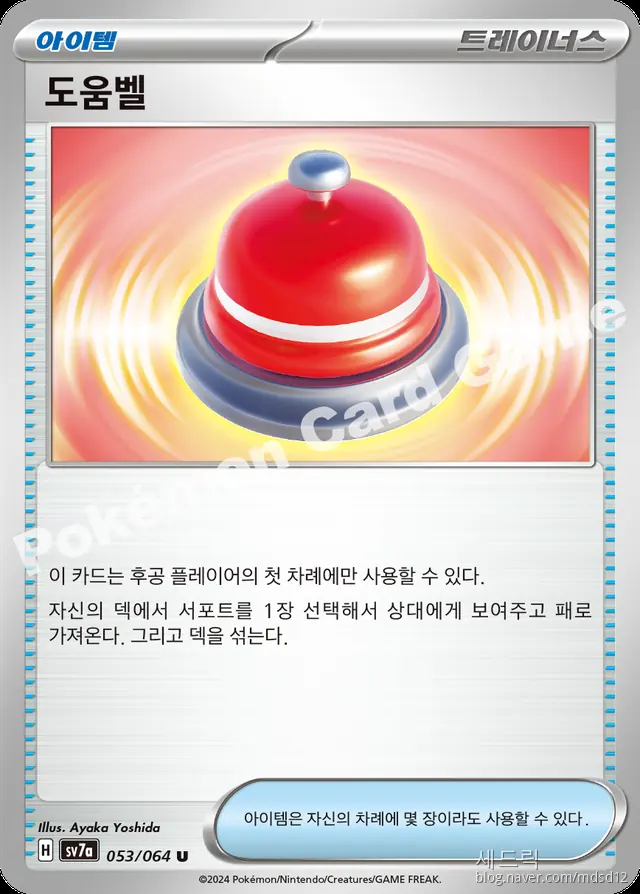 아이템
트레이너스
도움벨
Pokémon Card Game
이 카드는 후공 플레이어의 첫 차례에만 사용할 수 있다.
자신의 덱에서 서포트를 1장 선택해서 상대에게 보여주고 패로
가져온다. 그리고 덱을 섞는다.
아이템은 자신의 차례에 몇 장이라도 사용할 수 있다.
Illus. Ayaka Yoshida
H sv7a 053/064 U
세드릭
blog.naver.com/mdsd12
©2024 Pokémon/Nintendo/Creatures/GAME FREAK.